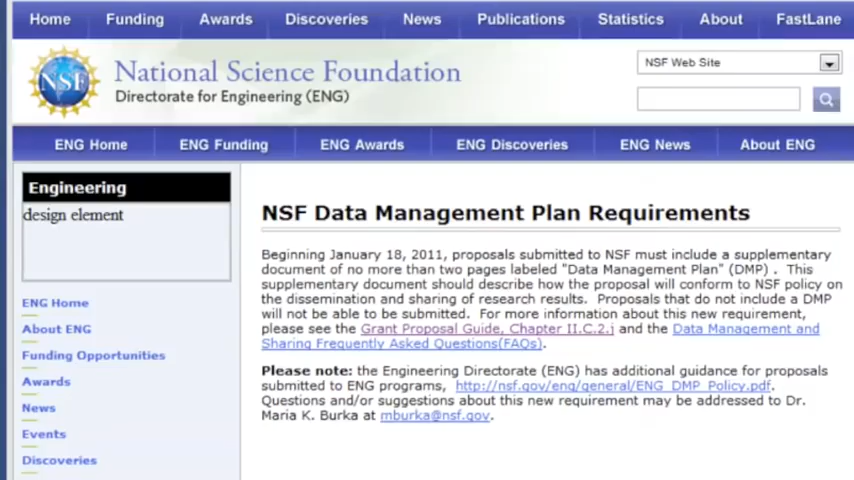 Home Funding Awards Discoveries News Publications Statistics About FastLane
NSF
National Science Foundation
Directorate for Engineering (ENG)
NSF Web Site
ENG Home ENG Funding ENG Awards ENG Discoveries ENG News About ENG
Engineering
design element
ENG Home
About ENG
Funding Opportunities
Awards
News
Events
Discoveries
NSF Data Management Plan Requirements
Beginning January 18, 2011, proposals submitted to NSF must include a supplementary
document of no more than two pages labeled "Data Management Plan" (DMP) . This
supplementary document should describe how the proposal will conform to NSF policy on
the dissemination and sharing of research results. Proposals that do not include a DMP
will not be able to be submitted. For more information about this new requirement,
please see the Grant Proposal Guide, Chapter II.C.2.j and the Data Management and
Sharing Frequently Asked Questions(FAQs).
Please note: the Engineering Directorate (ENG) has additional guidance for proposals
submitted to ENG programs, http://nsf.gov/eng/general/ENG_DMP_Policy.pdf.
Questions and/or suggestions about this new requirement may be addressed to Dr.
Maria K. Burka at mburka@nsf.gov.